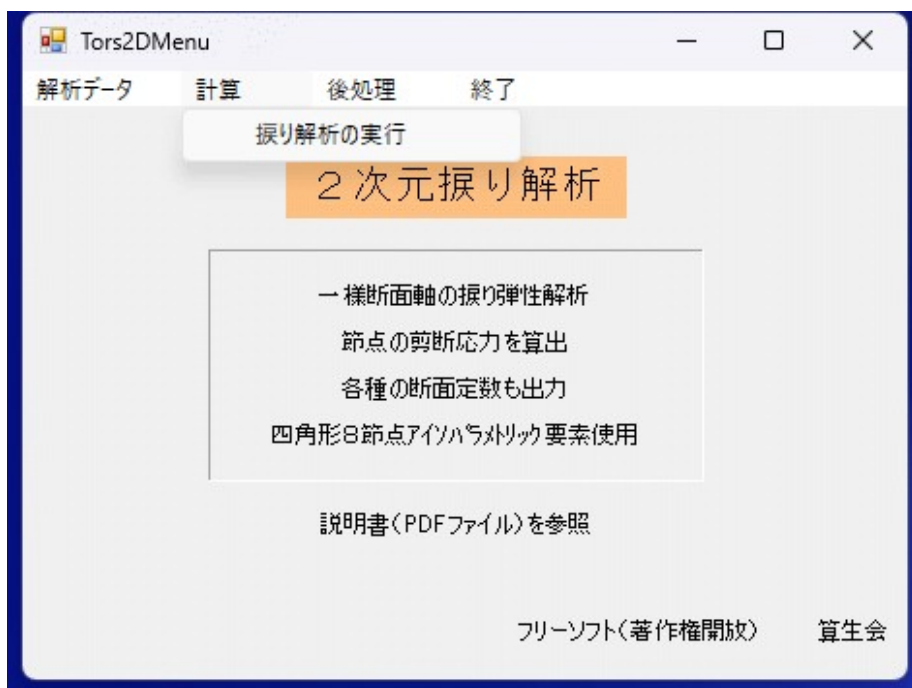 Tors2DMenu
解析データ 計算 後処理 終了
捩り解析の実行
2次元捩り解析
一様断面軸の捩り弾性解析
節点の剪断応力を算出
各種の断面定数も出力
四角形8節点アイソパラメトリック要素使用
説明書(PDFファイル)を参照
フリーソフト(著作権開放) 算生会